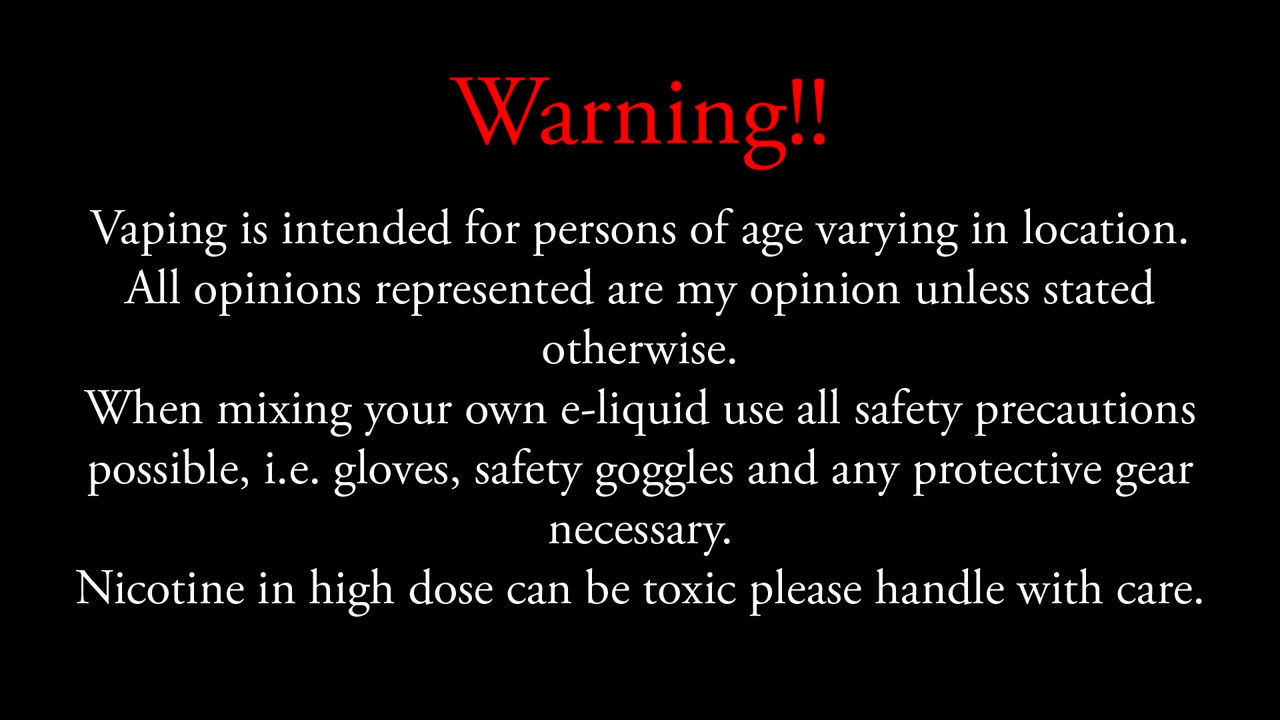 Warning!!
Vaping is intended for persons of age varying in location.
All opinions represented are my opinion unless stated
otherwise.
When mixing your own e-liquid use all safety precautions
possible, i.e. gloves, safety goggles and any protective gear
necessary.
Nicotine in high dose can be toxic please handle with care.